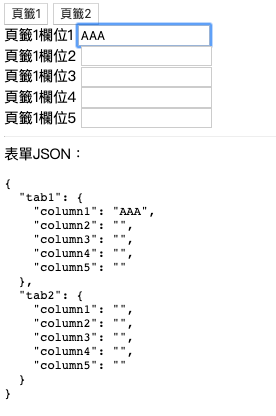 頁籤1 頁籤2
頁籤1欄位1 AAA
頁籤1欄位2
頁籤1欄位3
頁籤1欄位4
頁籤1欄位5
表單JSON：
{
  "tab1": {
    "column1": "AAA",
    "column2": "",
    "column3": "",
    "column4": "",
    "column5": ""
  },
  "tab2": {
    "column1": "",
    "column2": "",
    "column3": "",
    "column4": "",
    "column5": ""
  }
}